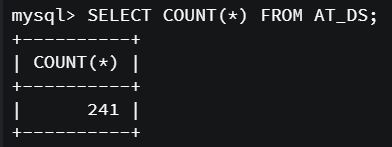 mysql> SELECT COUNT(*) FROM AT_DS;
+----------+
| COUNT(*) |
+----------+
|      241 |
+----------+